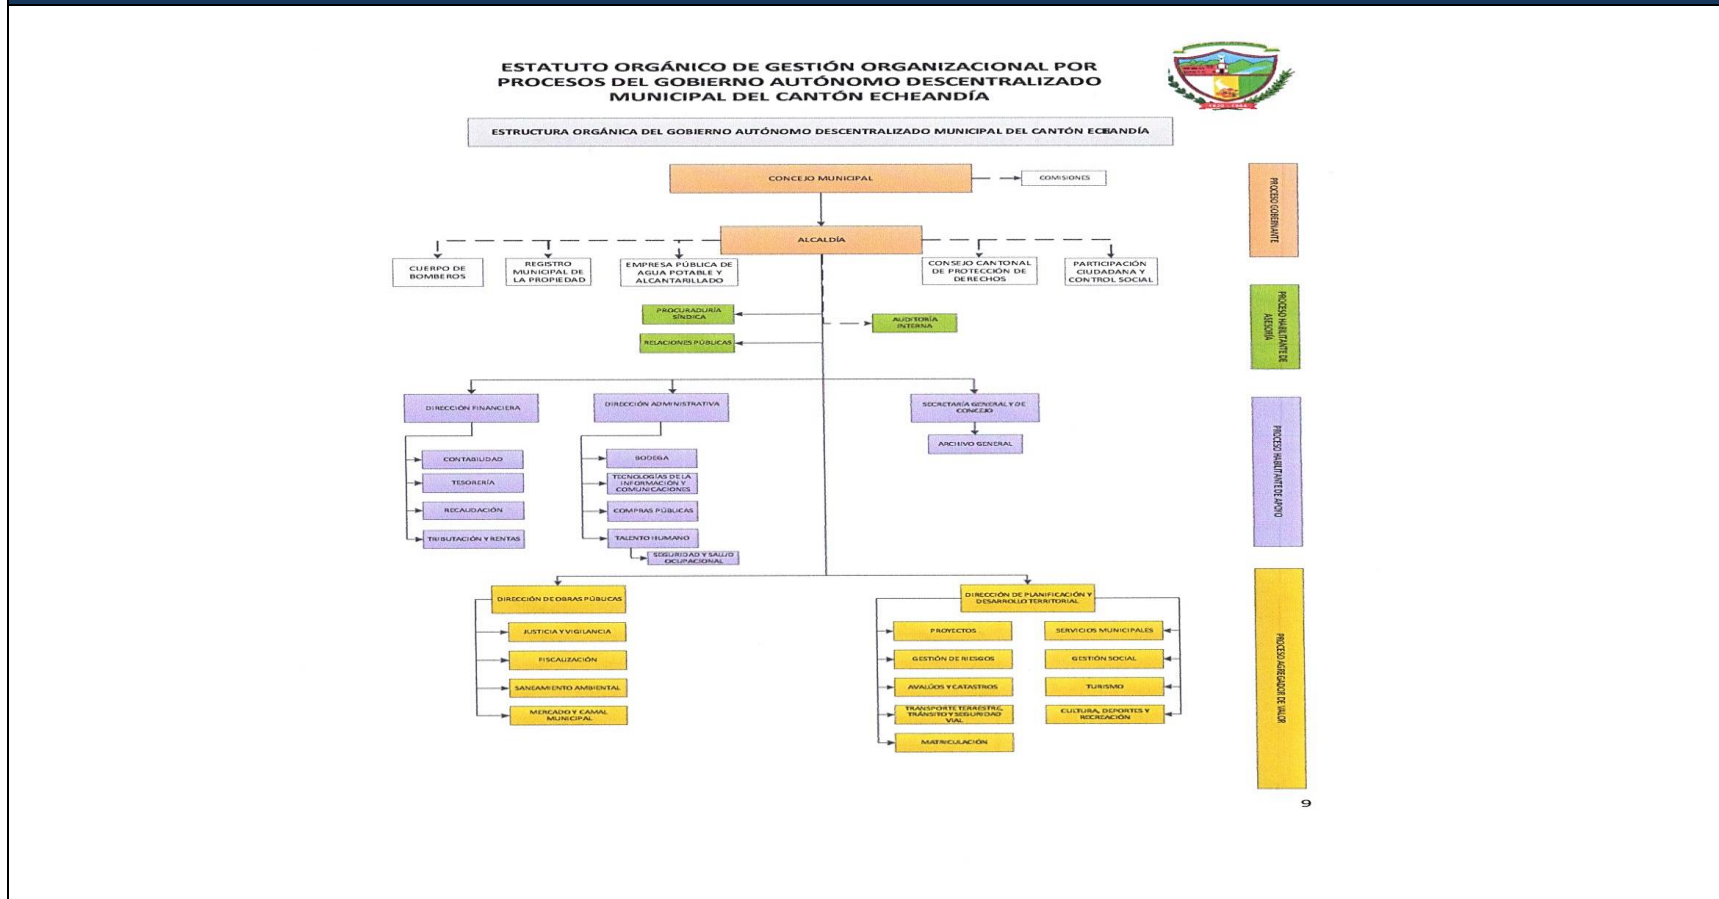 ESTATUTO ORGÁNICO DE GESTIÓN ORGANIZACIONAL POR
PROCESOS DEL GOBIERNO AUTÓNOMO DESCENTRALIZADO
MUNICIPAL DEL CANTÓN ECHEANDÍA
ESTRUCTURA ORGÁNICA DEL GOBIERNO AUTÓNOMO DESCENTRALIZADO MUNICIPAL DEL CANTÓN ECHEANDÍA
CONCEJO MUNICIPAL
COMISIONES
PROCESO GOBERNANTE
ALCALDÍA
CUERPO DE
BOMBEROS
REGISTRO
MUNICIPAL DE
LA PROPIEDAD
EMPRESA PÚBLICA DE
AGUA POTABLE Y
ALCANTARILLADO
CONSEJO CANTONAL
DE PROTECCIÓN DE
DERECHOS
PARTICIPACIÓN
CIUDADANA Y
CONTROL SOCIAL
PROCURADURÍA
SÍNDICA
AUDITORÍA
INTERNA
RELACIONES PÚBLICAS
PROCESO HABILITANTE DE
ASESORÍA
DIRECCIÓN FINANCIERA
DIRECCIÓN ADMINISTRATIVA
SECRETARÍA GENERAL Y DE
CONCEJO
ARCHIVO GENERAL
CONTABILIDAD
TESORERÍA
RECAUDACIÓN
TRIBUTACIÓN Y RENTAS
BODEGA
TECNOLOGÍAS DE LA
INFORMACIÓN Y
COMUNICACIONES
COMPRAS PÚBLICAS
TALENTO HUMANO
SEGURIDAD Y SALUD
OCUPACIONAL
PROCESO HABILITANTE DE APOYO
DIRECCIÓN DE OBRAS PÚBLICAS
JUSTICIA Y VIGILANCIA
FISCALIZACIÓN
SANEAMIENTO AMBIENTAL
MERCADO Y CAMAL
MUNICIPAL
DIRECCIÓN DE PLANIFICACIÓN Y
DESARROLLO TERRITORIAL
PROYECTOS
GESTIÓN DE RIESGOS
AVALÚOS Y CATASTROS
TRANSPORTE TERRESTRE,
TRÁNSITO Y SEGURIDAD
VIAL
MATRICULACIÓN
SERVICIOS MUNICIPALES
GESTIÓN SOCIAL
TURISMO
CULTURA, DEPORTES Y
RECREACIÓN
PROCESO AGREGADOR DE VALOR
9